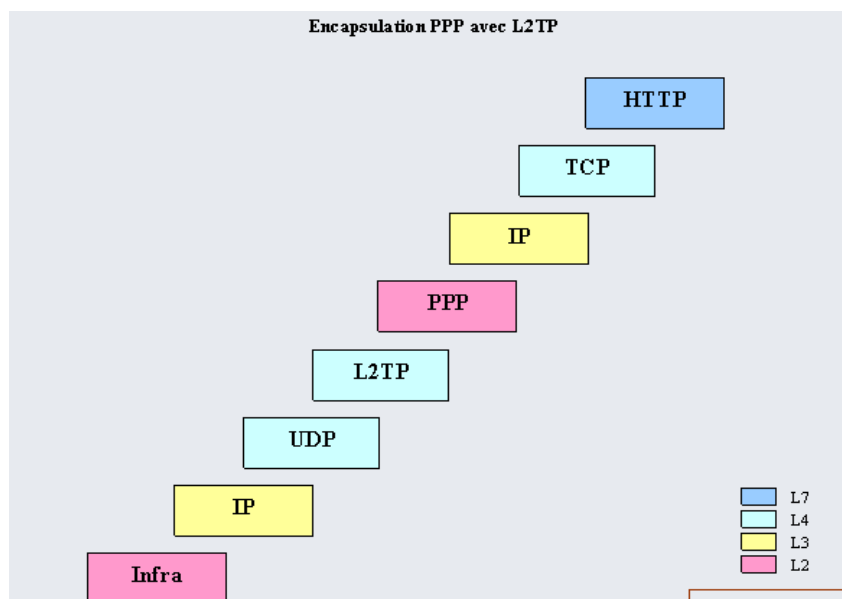 Encapsulation PPP avec L2TP
HTTP
TCP
IP
PPP
L2TP
UDP
IP
Infra
L7
L4
L3
L2